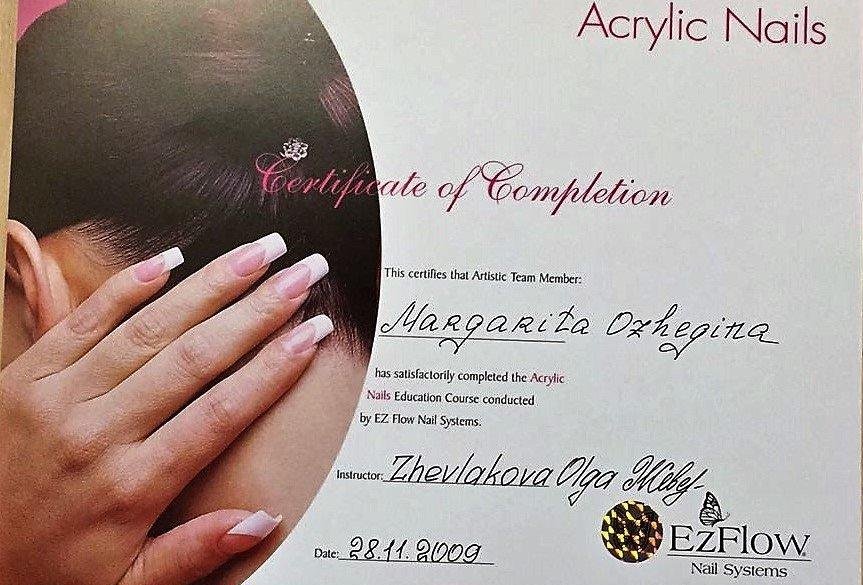 Acrylic Nails
Certificate of Completion
This certifies that Artistic Team Member:
Margarita Ozhegina
has satisfactorily completed the Acrylic
Nails Education Course conducted
by EZ Flow Nail Systems.
Instructor: Zhevlakova Olga
Date: 28.11.2009
EZFLOW
Nail Systems